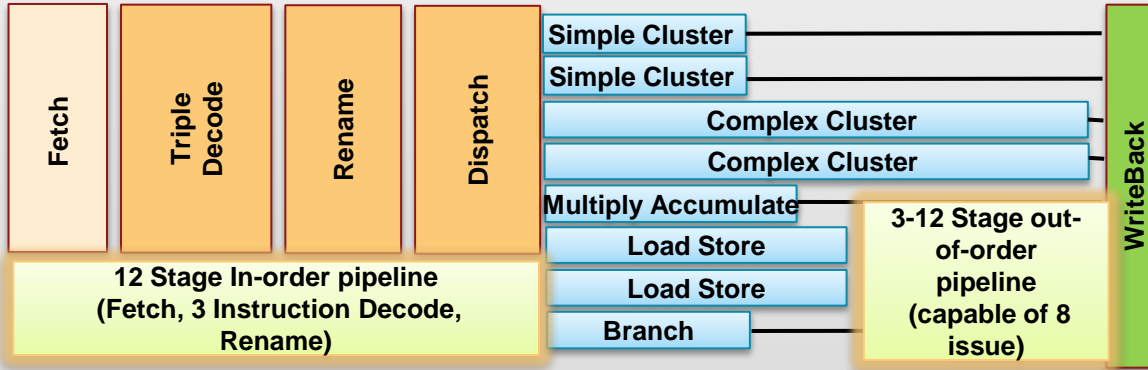 Fetch
Triple
Decode
Rename
Dispatch
Simple Cluster
Simple Cluster
Complex Cluster
Complex Cluster
Multiply Accumulate
Load Store
Load Store
Branch
12 Stage In-order pipeline
(Fetch, 3 Instruction Decode,
Rename)
3-12 Stage out-
of-order
pipeline
(capable of 8
issue)
WriteBack